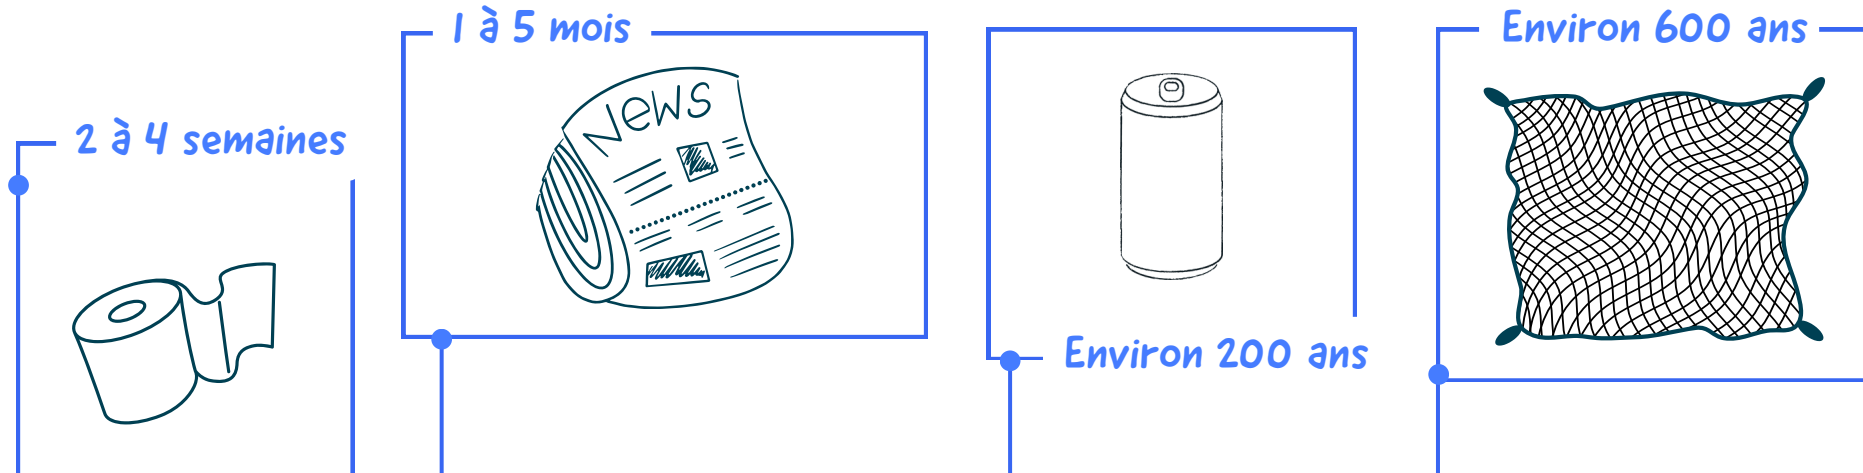 2 à 4 semaines
1 à 5 mois
News
Environ 200 ans
Environ 600 ans